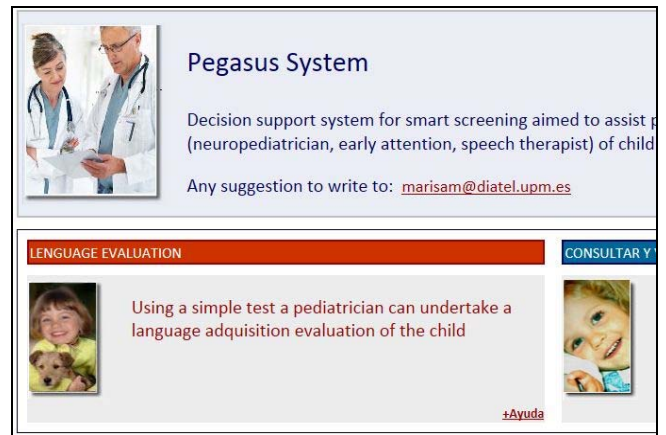 Pegasus System
Decision support system for smart screening aimed to assist
(neuropediatrician, early attention, speech therapist) of child
Any suggestion to write to: marisam@diatel.upm.es
LENGUAGE EVALUATION
CONSULTAR Y
Using a simple test a pediatrician can undertake a
language adquisition evaluation of the child
+Ayuda